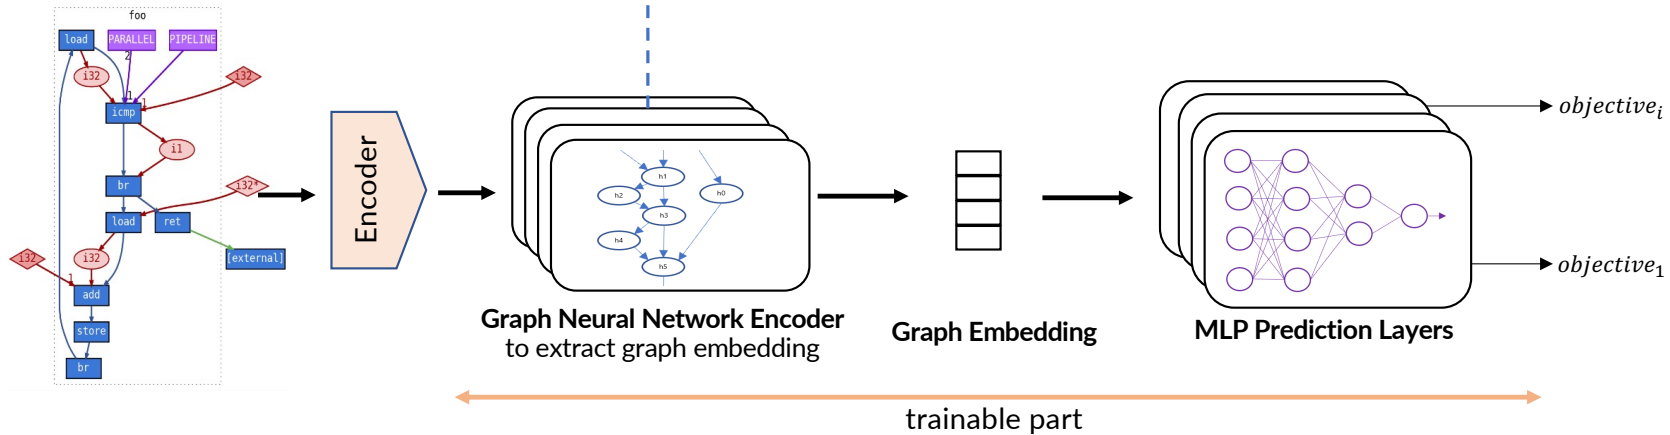 foo
load
PARALLEL
PIPELINE
2
i32
i32
1
1
icmp
i1
br
i32*
load
ret
i32
i32
[external]
1
add
store
br
Encoder
h1
h2
h0
h3
h4
h5
Graph Neural Network Encoder
to extract graph embedding
Graph Embedding
MLP Prediction Layers
objectiveᵢ
objective₁
trainable part